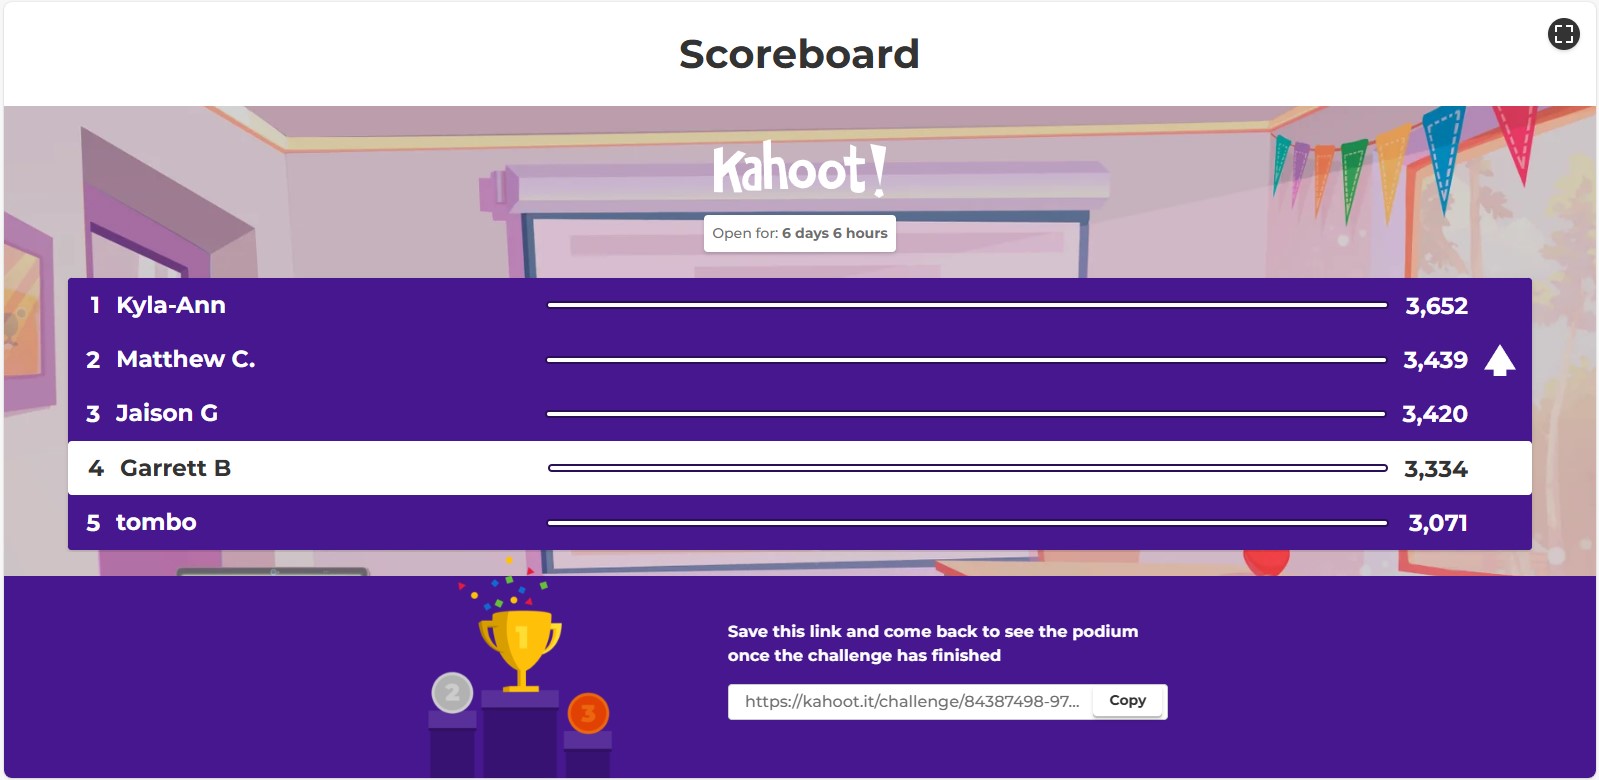 Scoreboard
Kahoot!
Open for: 6 days 6 hours
1 Kyla-Ann 3,652
2 Matthew C. 3,439
3 Jaison G 3,420
4 Garrett B 3,334
5 tombo 3,071
1
2
3
Save this link and come back to see the podium
once the challenge has finished
https://kahoot.it/challenge/84387498-97... Copy